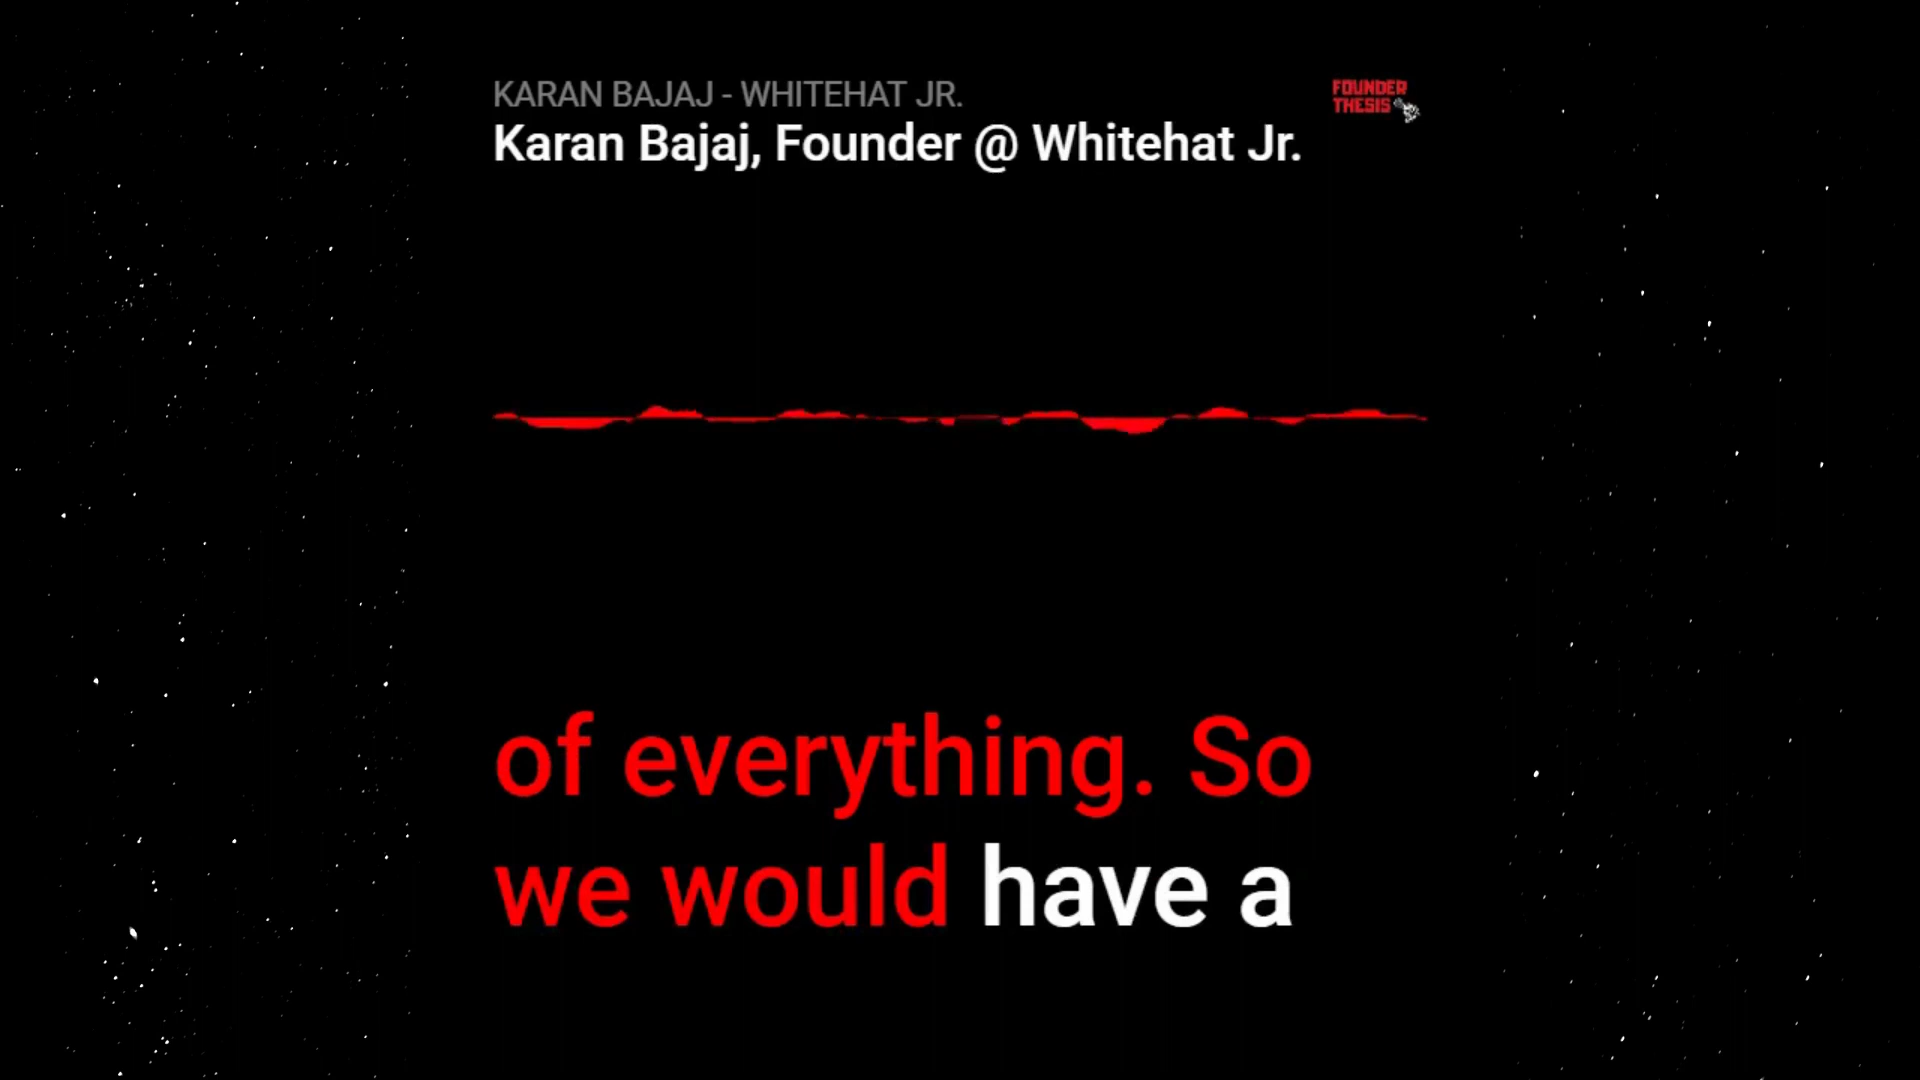 KARAN BAJAJ - WHITEHAT JR.
Karan Bajaj, Founder @ Whitehat Jr.
FOUNDER
THESIS
of everything. So
we would have a